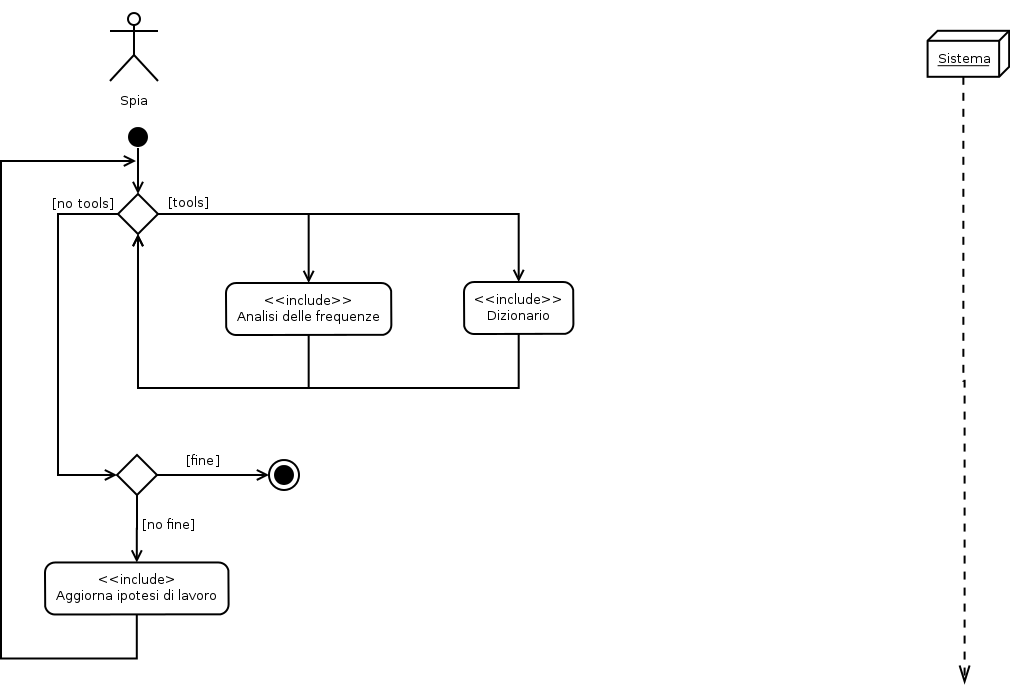 Spia
Sistema
[no tools]
[tools]
<<include>>
Analisi delle frequenze
<<include>>
Dizionario
[fine]
[no fine]
<<include>
Aggiorna ipotesi di lavoro